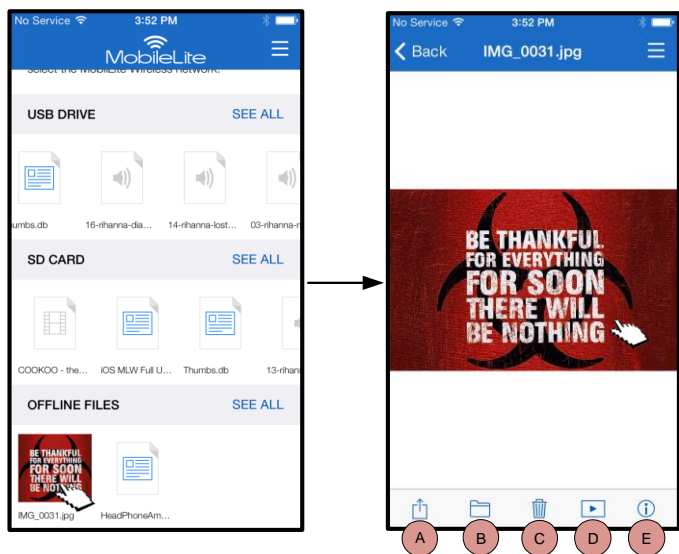 No Service 3:52 PM
MobileLite
select the MobiLite Wireless network.
USB DRIVE SEE ALL
umbs.db 16-rihanna-dia... 14-rihanna-lost... 03-rihanna-r
SD CARD SEE ALL
COOKOO - the... iOS MLW Full U... Thumbs.db 13-rihan
OFFLINE FILES SEE ALL
BE THANKFUL
FOR EVERYTHING
FOR SOON
THERE WILL
BE NOTHING
IMG_0031.jpg HeadPhoneAm...
No Service 3:52 PM
Back IMG_0031.jpg
BE THANKFUL
FOR EVERYTHING
FOR SOON
THERE WILL
BE NOTHING
A B C D E